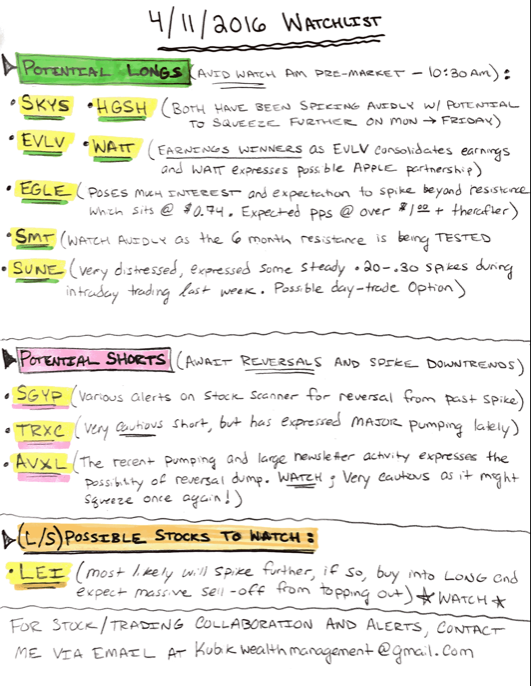 4/11/2016 WATCHLIST
POTENTIAL LONGS (AVID WATCH AM PRE-MARKET - 10:30AM):
• SKYS • HGSH (BOTH HAVE BEEN SPIKING AVIDLY W/ POTENTIAL
TO SQUEEZE FURTHER ON MON → FRIDAY)
• EVLV • WATT (EARNINGS WINNERS as EVLV consolidates earnings
and WATT expresses possible APPLE partnership)
• EGLE (POSES MUCH INTEREST and expectation to spike beyond resistance
which sits @ $0.74. Expected pps @ over $1.00 + therafter)
• SMT (WATCH AVIDLY as the 6 month resistance is being TESTED
• SUNE (Very distressed, expressed some steady .20-.30 spikes during
intraday trading last week. Possible day-trade Option)
POTENTIAL SHORTS (AWAIT REVERSALS AND SPIKE DOWNTRENDS)
• SGYP (Various alerts on stock scanner for reversal from past spike)
• TRXC (Very cautious short, but has expressed MAJOR pumping lately)
• AVXL (The recent pumping and large newsletter activity expresses the
possibility of reversal dump. WATCH; Very cautious as it might
squeeze once again!)
(L/S) POSSIBLE STOCKS TO WATCH:
• LEI (most likely will spike further, if so, buy into LONG and
expect massive sell-off from topping out) ★ WATCH ★
FOR STOCK/TRADING COLLABORATION AND ALERTS, CONTACT
ME VIA EMAIL AT Kubikwealthmanagement@gmail.com